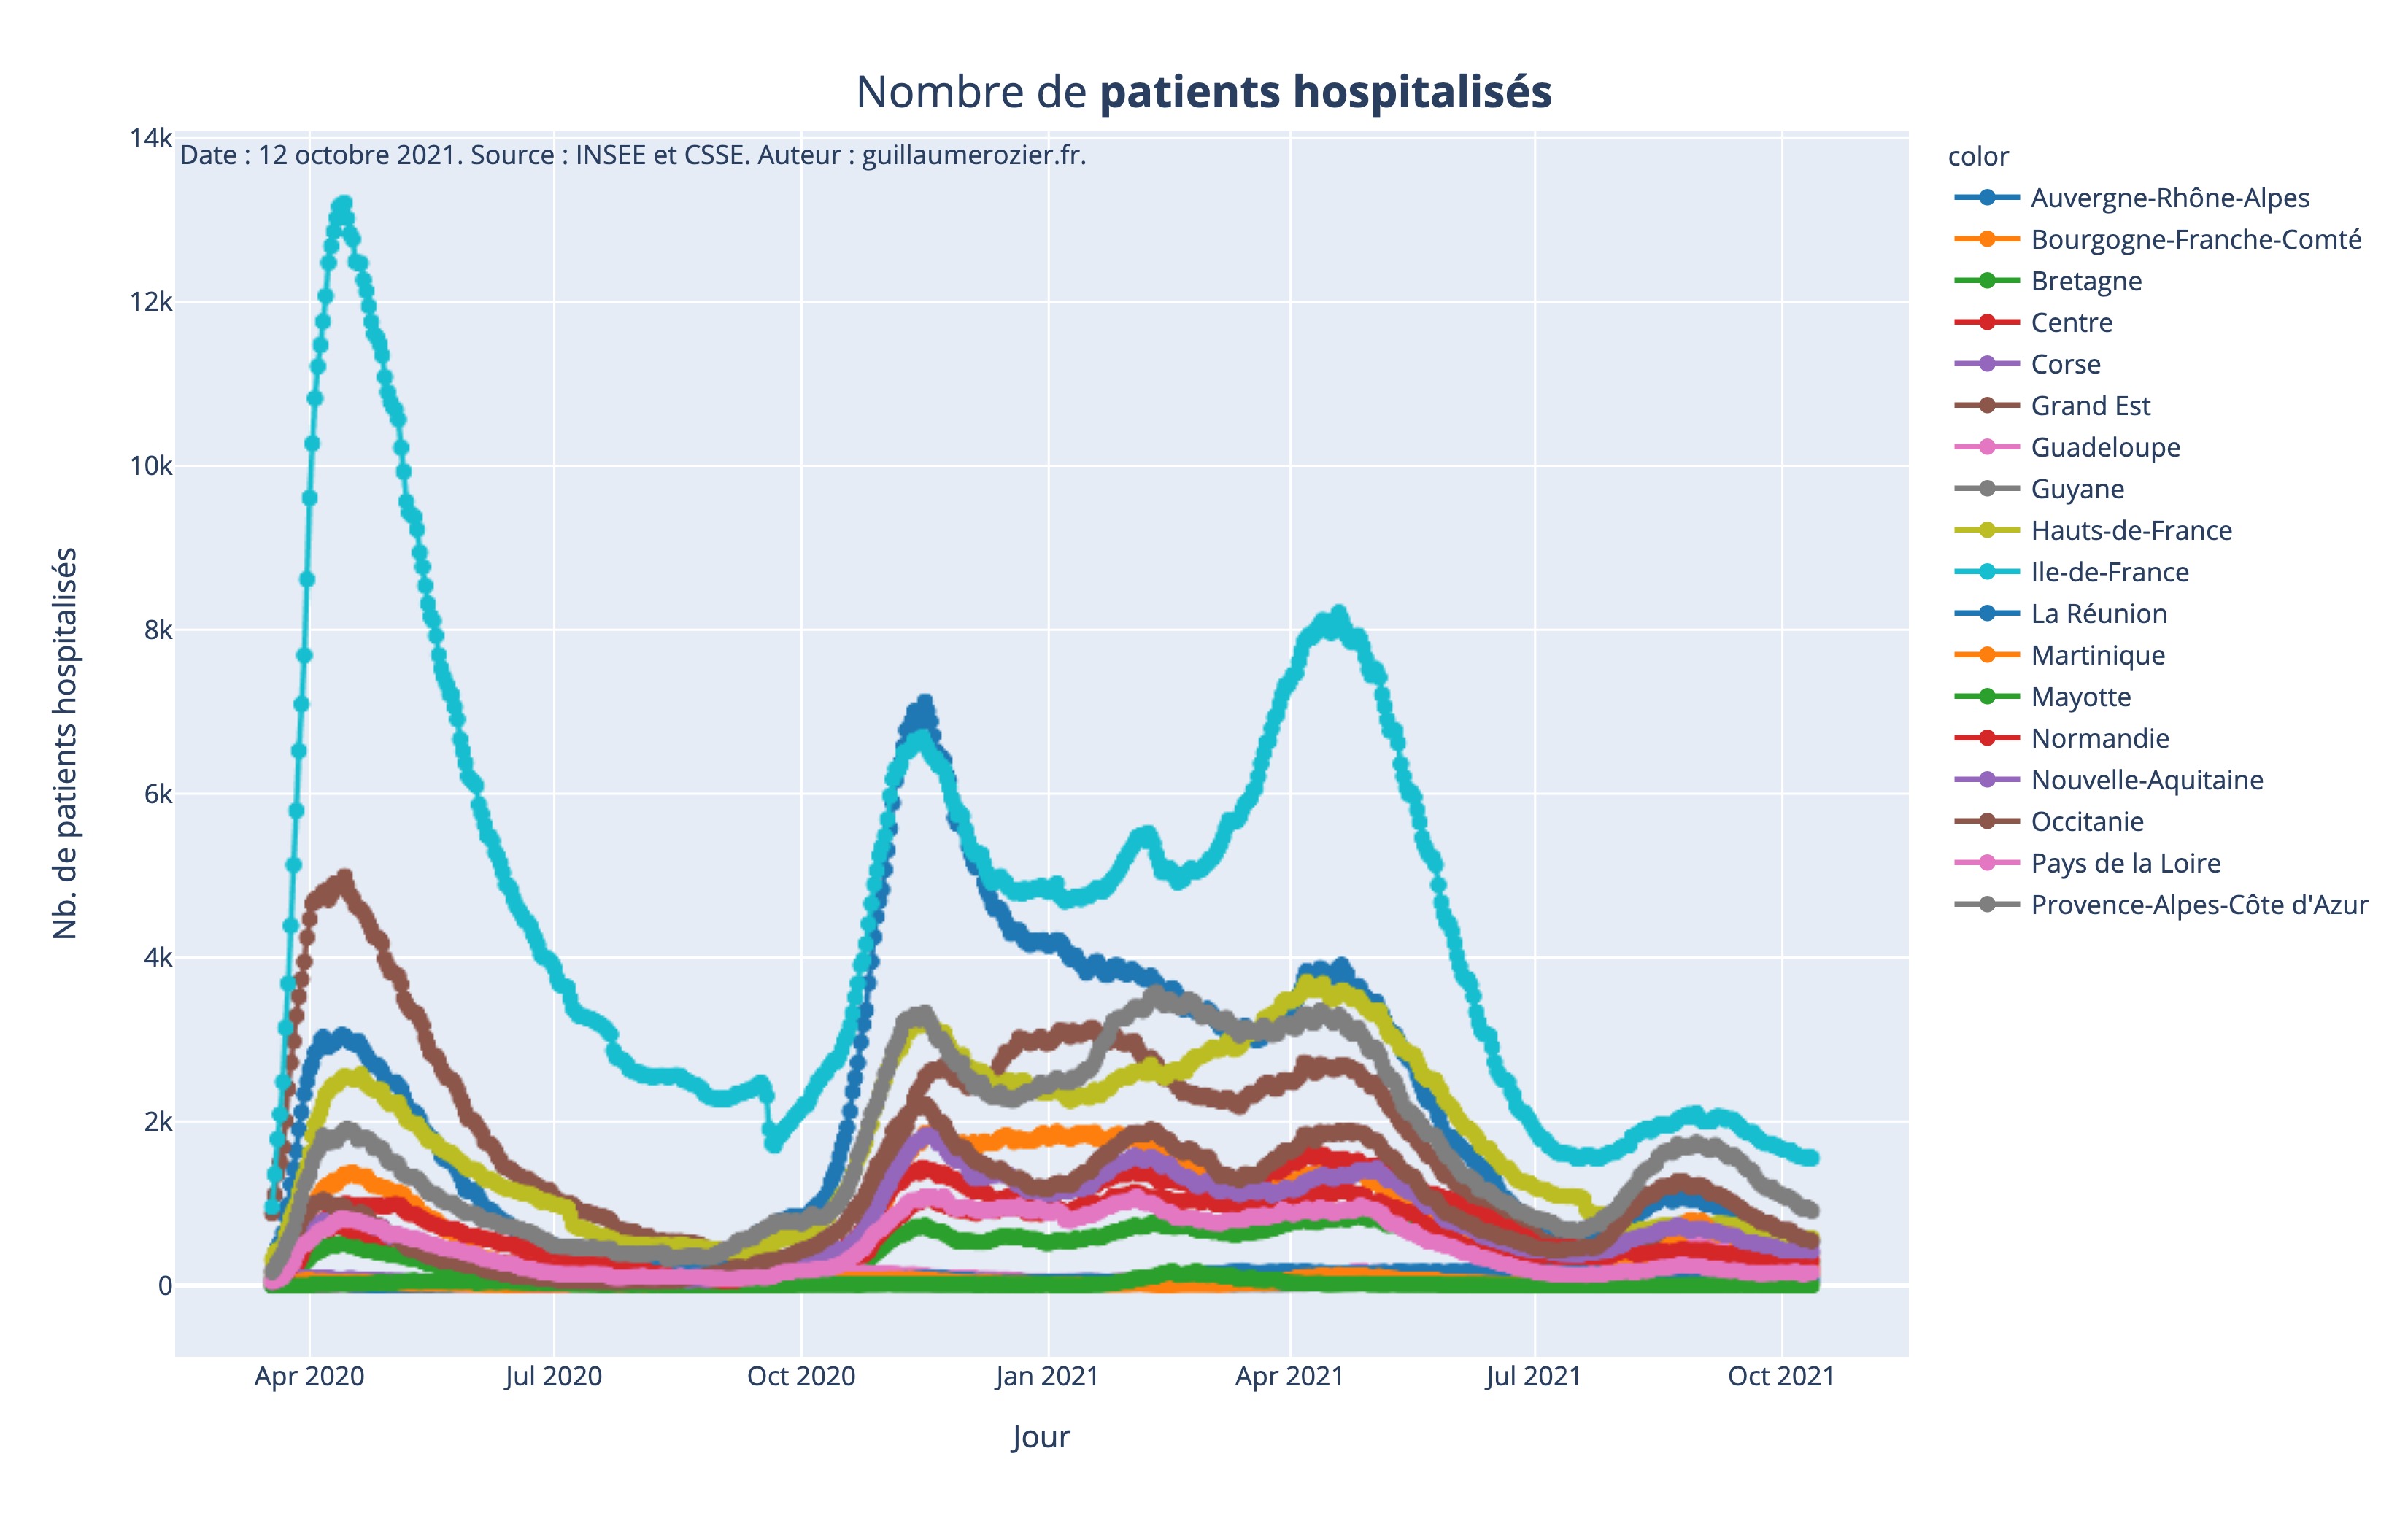 Nombre de patients hospitalisés
Date : 12 octobre 2021. Source : INSEE et CSSE. Auteur : guillaumerozier.fr.
14k
12k
10k
8k
6k
4k
2k
0
Nb. de patients hospitalisés
Apr 2020
Jul 2020
Oct 2020
Jan 2021
Apr 2021
Jul 2021
Oct 2021
Jour
color
Auvergne-Rhône-Alpes
Bourgogne-Franche-Comté
Bretagne
Centre
Corse
Grand Est
Guadeloupe
Guyane
Hauts-de-France
Ile-de-France
La Réunion
Martinique
Mayotte
Normandie
Nouvelle-Aquitaine
Occitanie
Pays de la Loire
Provence-Alpes-Côte d'Azur